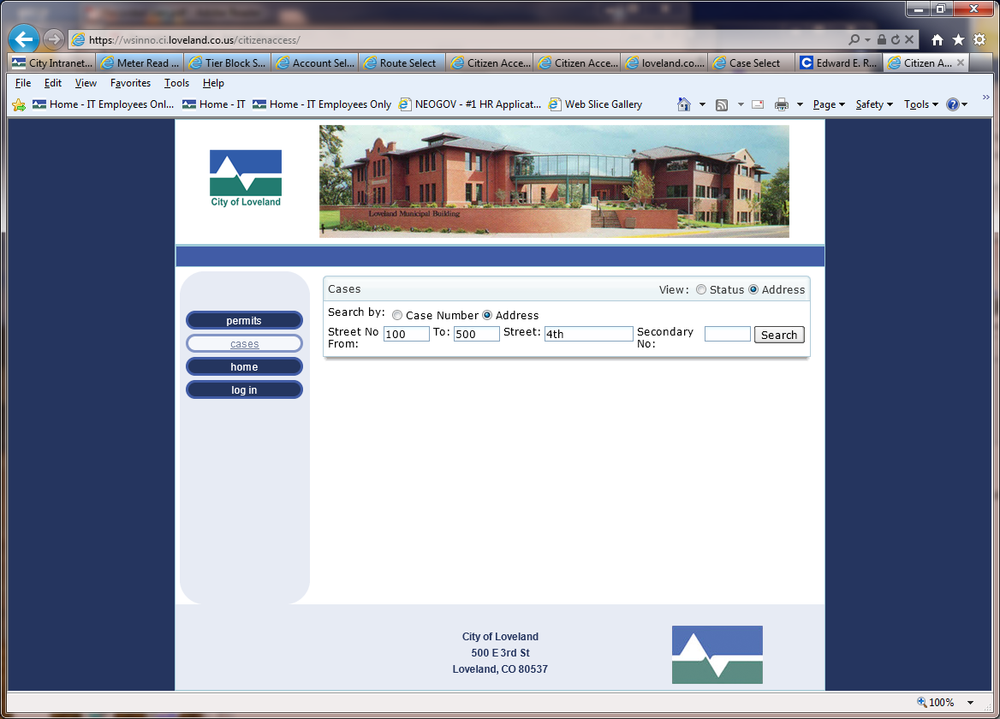 https://wsinno.ci.loveland.co.us/citizenaccess/
City Intranet... Meter Read ... Tier Block S... Account Sel... Route Select Citizen Acce... Citizen Acce... loveland.co.... Case Select Edward E. R... Citizen A...
File Edit View Favorites Tools Help
Home - IT Employees Onl... Home - IT Home - IT Employees Only NEOGOV - #1 HR Applicat... Web Slice Gallery Page Safety Tools
City of Loveland
Loveland Municipal Building
Cases View: Status Address
permits
cases
home
log in
Search by: Case Number Address
Street No From: 100 To: 500 Street: 4th Secondary No: Search
City of Loveland
500 E 3rd St
Loveland, CO 80537
100%